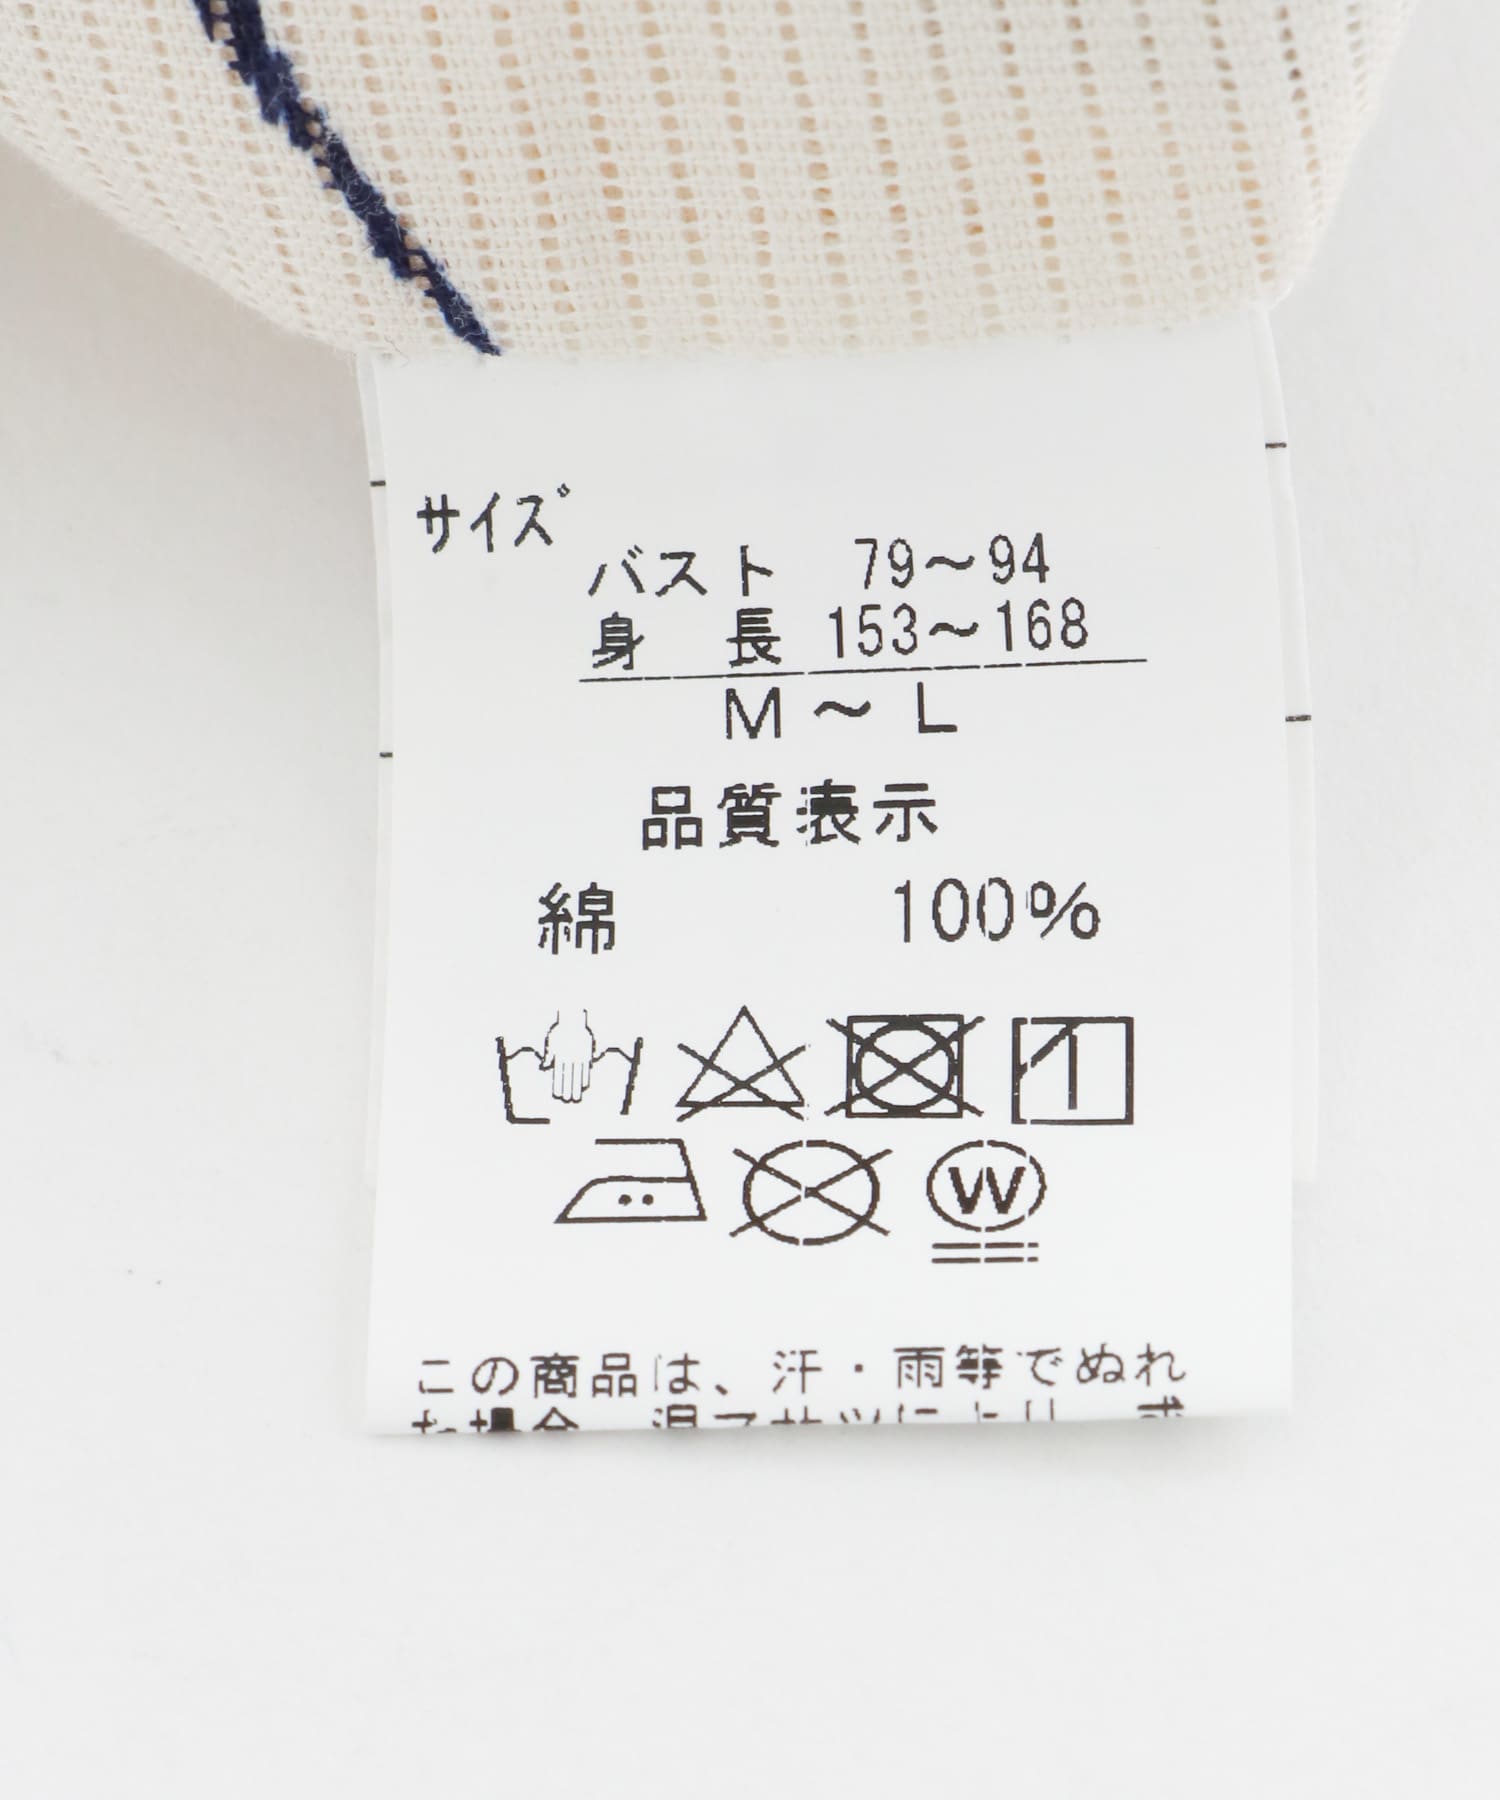 サイズ
バスト 79～94
身 長 153～168
M ～ L
品質表示
綿 100%
W
この商品は、汗・雨等でぬれ